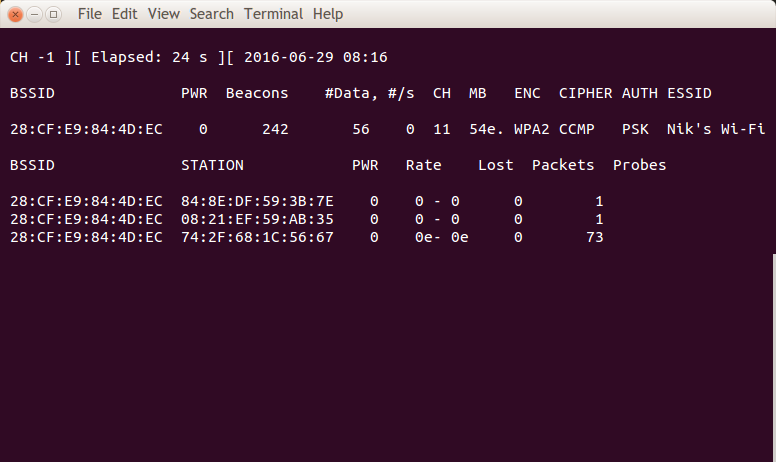 File Edit View Search Terminal Help
CH -1 ][ Elapsed: 24 s ][ 2016-06-29 08:16
BSSID PWR Beacons #Data, #/s CH MB ENC CIPHER AUTH ESSID
28:CF:E9:84:4D:EC 0 242 56 0 11 54e. WPA2 CCMP PSK Nik's Wi-Fi
BSSID STATION PWR Rate Lost Packets Probes
28:CF:E9:84:4D:EC 84:8E:DF:59:3B:7E 0 0 - 0 0 1
28:CF:E9:84:4D:EC 08:21:EF:59:AB:35 0 0 - 0 0 1
28:CF:E9:84:4D:EC 74:2F:68:1C:56:67 0 0e- 0e 0 73